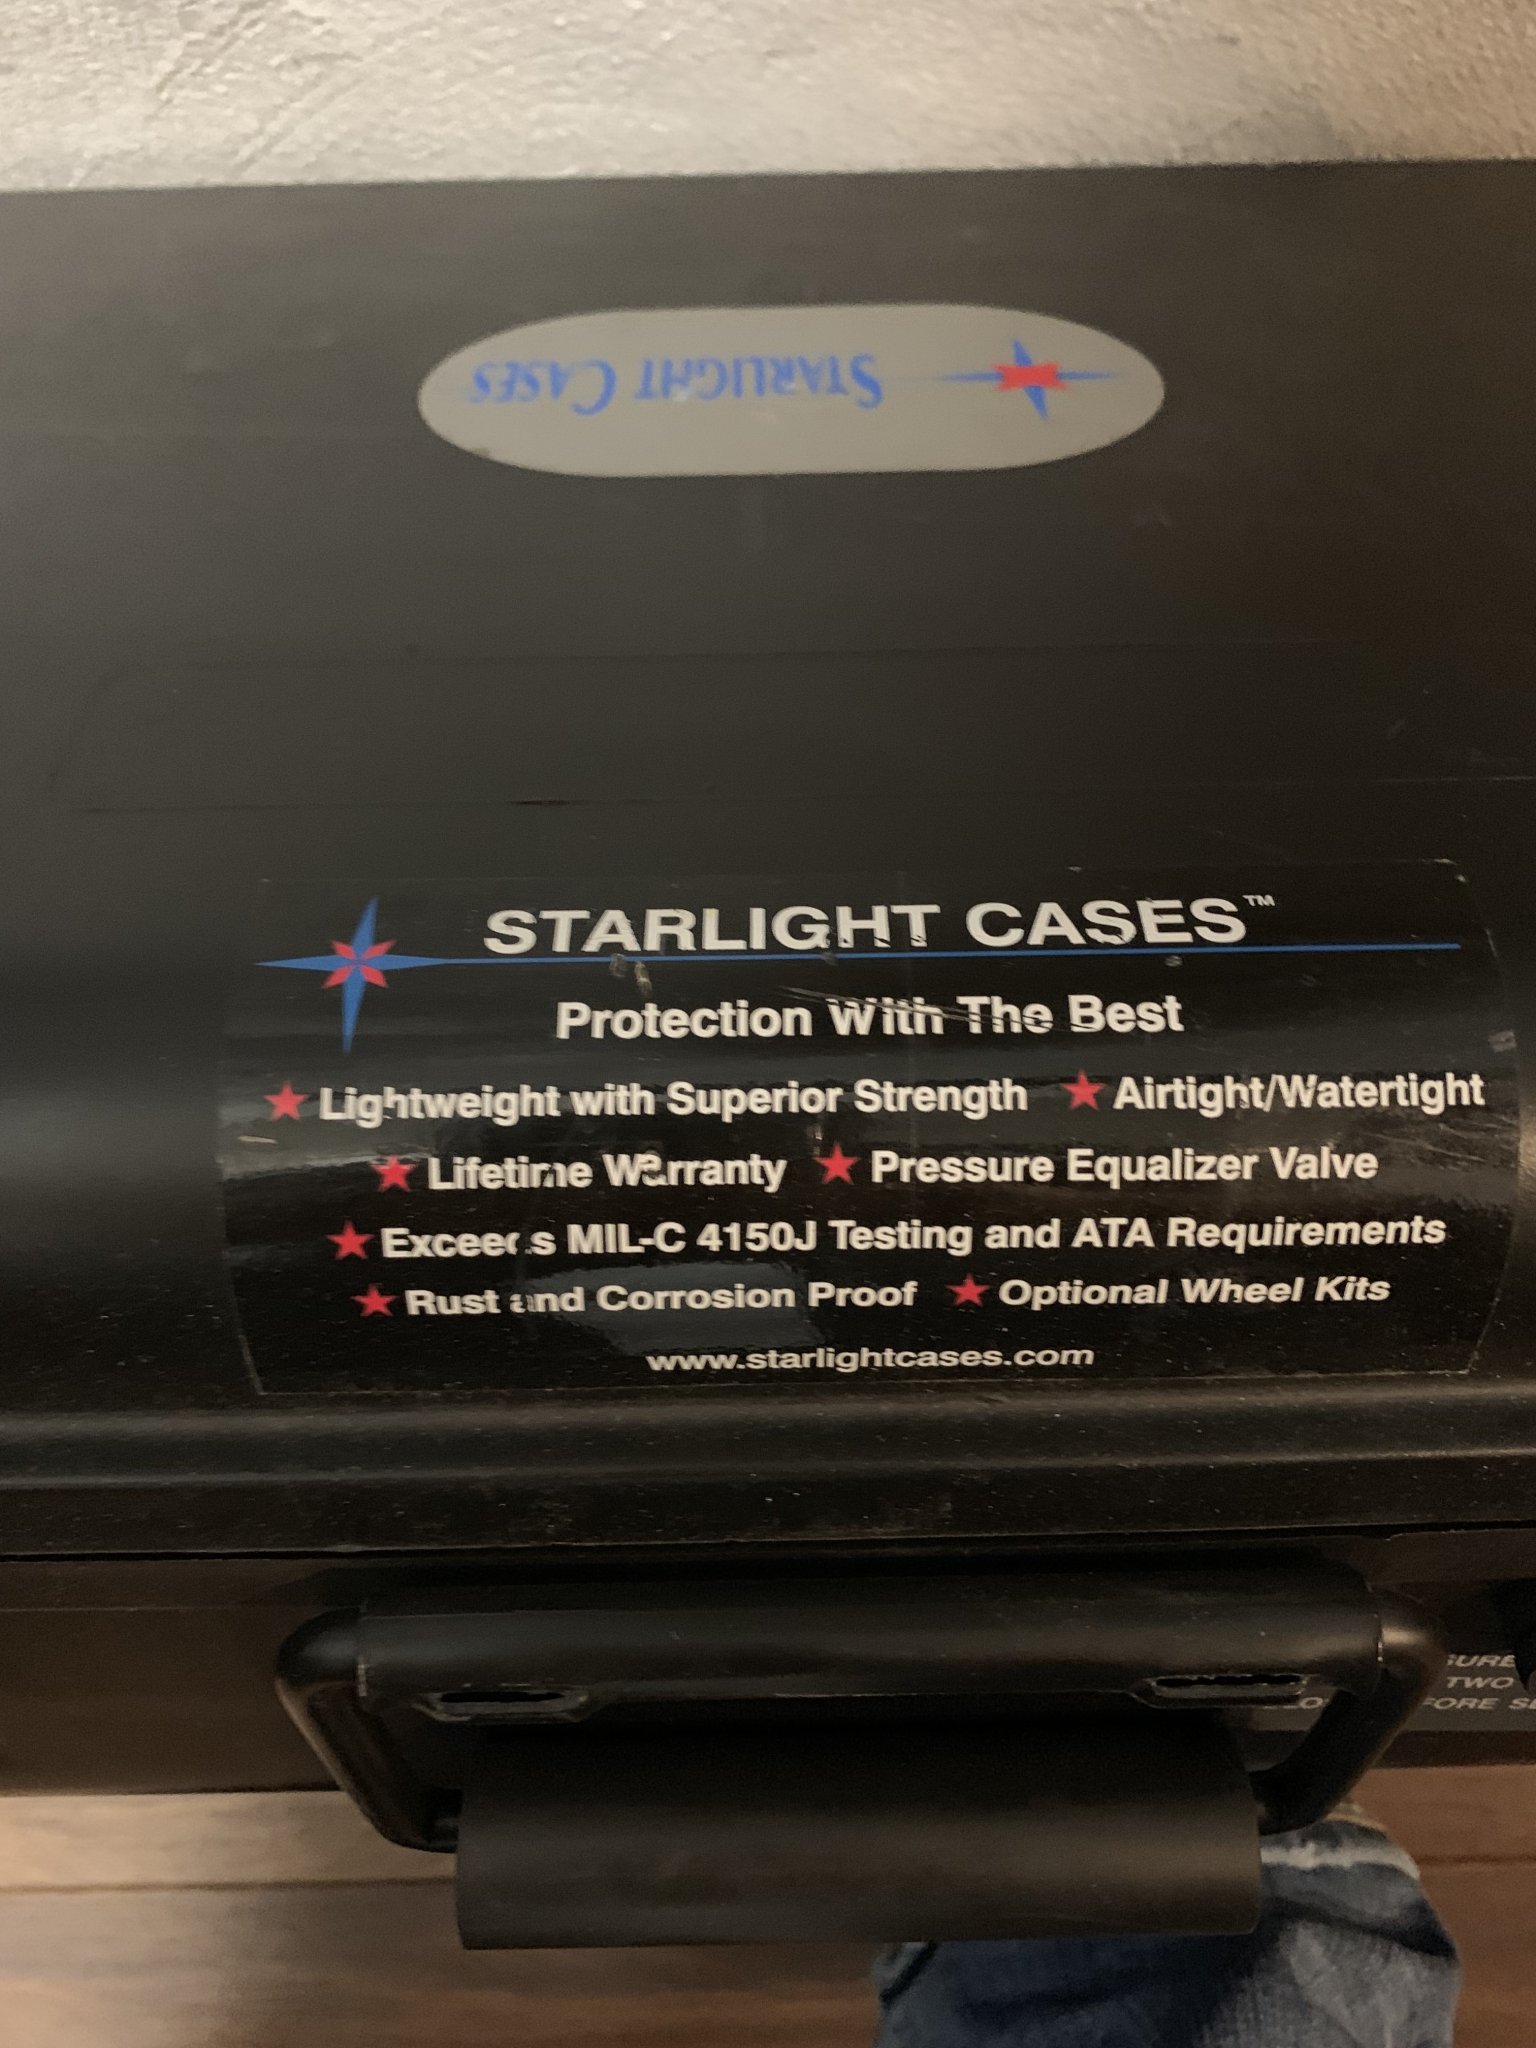 STARLIGHT CASES
STARLIGHT CASES™
Protection With The Best
★ Lightweight with Superior Strength ★ Airtight/Watertight
★ Lifetime Warranty ★ Pressure Equalizer Valve
★ Exceeds MIL-C 4150J Testing and ATA Requirements
★ Rust and Corrosion Proof ★ Optional Wheel Kits
www.starlightcases.com
TWO